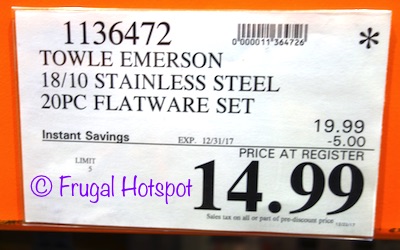 1136472
0000011364726 *
TOWLE EMERSON
18/10 STAINLESS STEEL
20PC FLATWARE SET
19.99
Instant Savings EXP. 12/31/17 -5.00
PRICE AT REGISTER
LIMIT
5
14.99
© Frugal Hotspot
Sales tax on all or part of pre-discount price